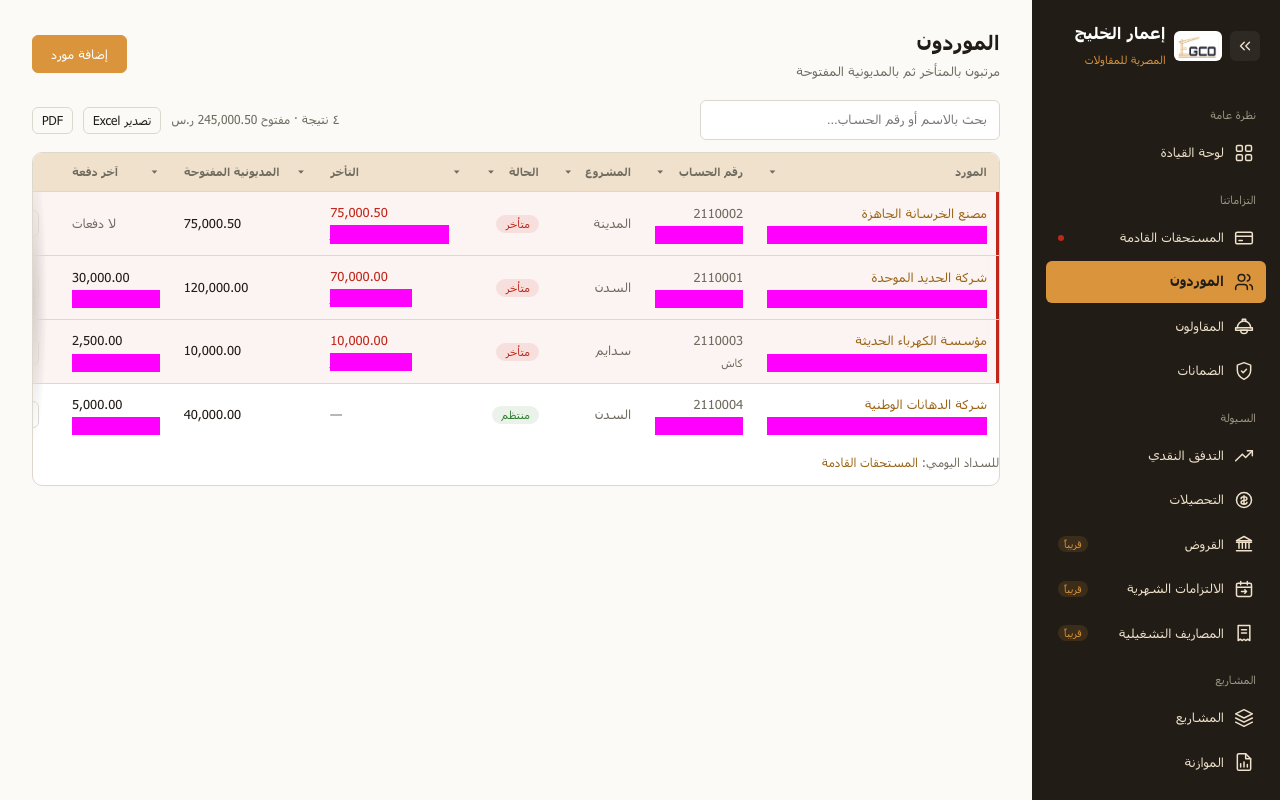 إعمار الخليج
المصرية للمقاولات
GCO
نظرة عامة
لوحة القيادة
التزاماتنا
المستحقات القادمة
الموردون
المقاولون
الضمانات
السيولة
التدفق النقدي
التحصيلات
القروض
قريباً
الالتزامات الشهرية
قريباً
المصاريف التشغيلية
قريباً
المشاريع
المشاريع
الموازنة
الموردون
مرتبون بالمتأخر ثم بالمديونية المفتوحة
إضافة مورد
بحث بالاسم أو رقم الحساب...
٤ نتيجة · مفتوح 245,000.50 ر.س
تصدير Excel
PDF
المورد رقم الحساب المشروع الحالة التأخر المديونية المفتوحة آخر دفعة
مصنع الخرسانة الجاهزة 2110002 المدينة متأخر 75,000.50 75,000.50 لا دفعات
شركة الحديد الموحدة 2110001 السدن متأخر 70,000.00 120,000.00 30,000.00
مؤسسة الكهرباء الحديثة 2110003 سدايم متأخر 10,000.00 10,000.00 2,500.00
كاش
شركة الدهانات الوطنية 2110004 السدن منتظم — 40,000.00 5,000.00
للسداد اليومي: المستحقات القادمة